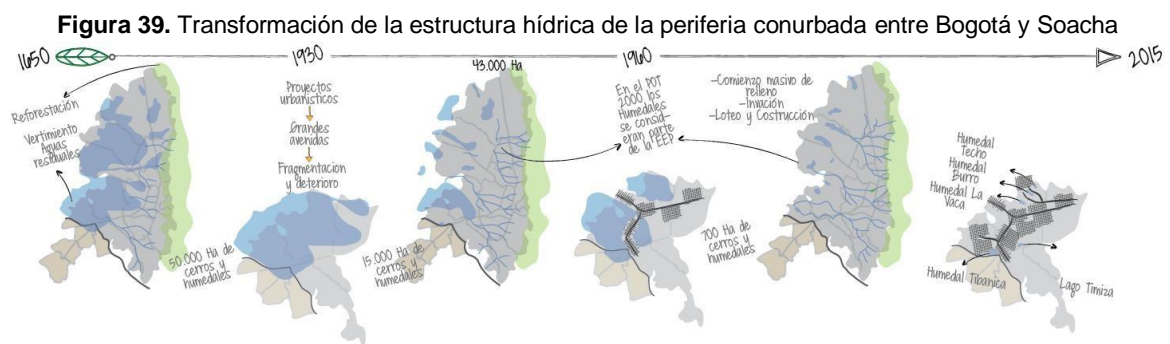 Figura 39. Transformación de la estructura hídrica de la periferia conurbada entre Bogotá y Soacha
1650
1930
1960
2015
Reforestación
Vertimiento
Aguas
residuales
50.000 Ha de
cerros y
humedales
Proyectos
urbanísticos
Grandes
avenidas
Fragmentacion
y deterioro
43.000 Ha
15.000 Ha de
cerros y
humedales
En el POT
2000 los
Humedales
se consid-
eran parte
de la EEP
700 Ha de
cerros y
humedales
-Comienzo masivo de
relleno
-Invación
-Loteo y Costrucción
Humedal
Techo
Humedal
Burro
Humedal La
Vaca
Humedal Tibanica
Lago Timiza